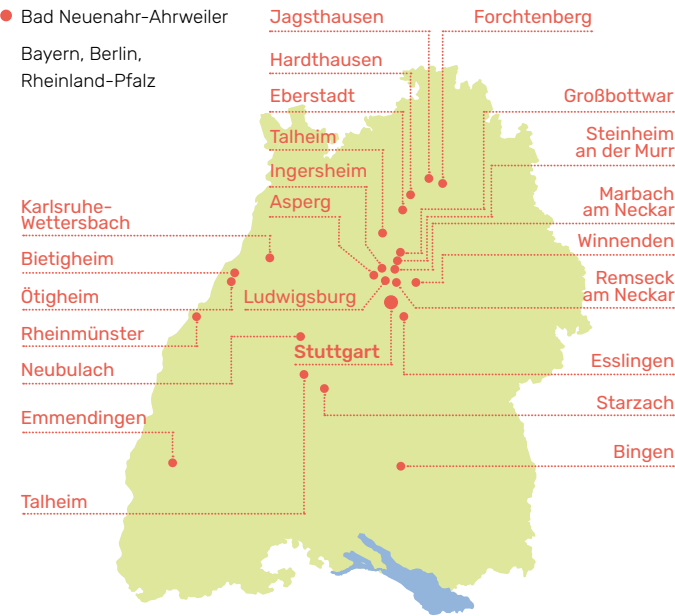 Bad Neuenahr-Ahrweiler
Bayern, Berlin,
Rheinland-Pfalz
Jagsthausen
Forchtenberg
Hardthausen
Eberstadt
Großbottwar
Talheim
Steinheim
an der Murr
Ingersheim
Asperg
Marbach
am Neckar
Karlsruhe-
Wettersbach
Winnenden
Bietigheim
Remseck
am Neckar
Ötigheim
Ludwigsburg
Rheinmünster
Stuttgart
Esslingen
Neubulach
Starzach
Emmendingen
Bingen
Talheim